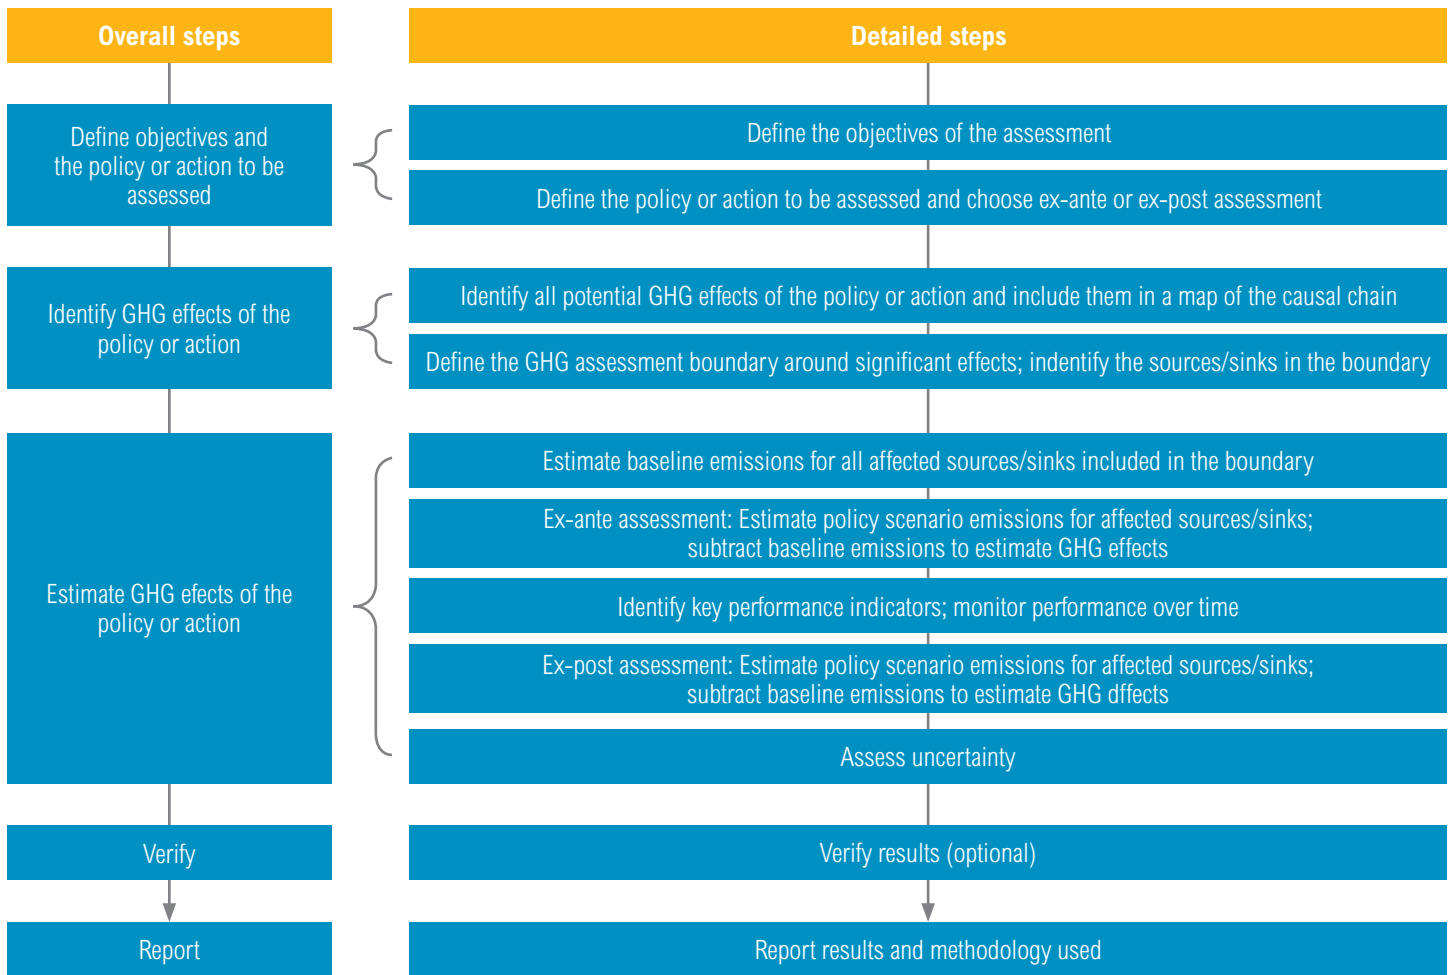 Overall steps
Detailed steps
Define objectives and
the policy or action to be
assessed
Define the objectives of the assessment
Define the policy or action to be assessed and choose ex-ante or ex-post assessment
Identify GHG effects of the
policy or action
Identify all potential GHG effects of the policy or action and include them in a map of the causal chain
Define the GHG assessment boundary around significant effects; indentify the sources/sinks in the boundary
Estimate GHG efects of the
policy or action
Estimate baseline emissions for all affected sources/sinks included in the boundary
Ex-ante assessment: Estimate policy scenario emissions for affected sources/sinks;
subtract baseline emissions to estimate GHG effects
Identify key performance indicators; monitor performance over time
Ex-post assessment: Estimate policy scenario emissions for affected sources/sinks;
subtract baseline emissions to estimate GHG dffects
Assess uncertainty
Verify
Verify results (optional)
Report
Report results and methodology used